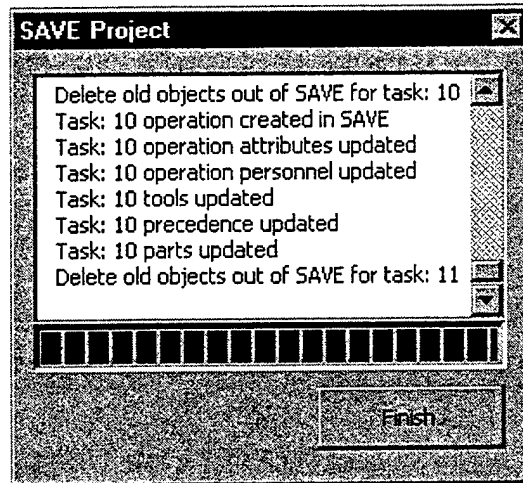 SAVE Project
Delete old objects out of SAVE for task: 10
Task: 10 operation created in SAVE
Task: 10 operation attributes updated
Task: 10 operation personnel updated
Task: 10 tools updated
Task: 10 precedence updated
Task: 10 parts updated
Delete old objects out of SAVE for task: 11
Finish